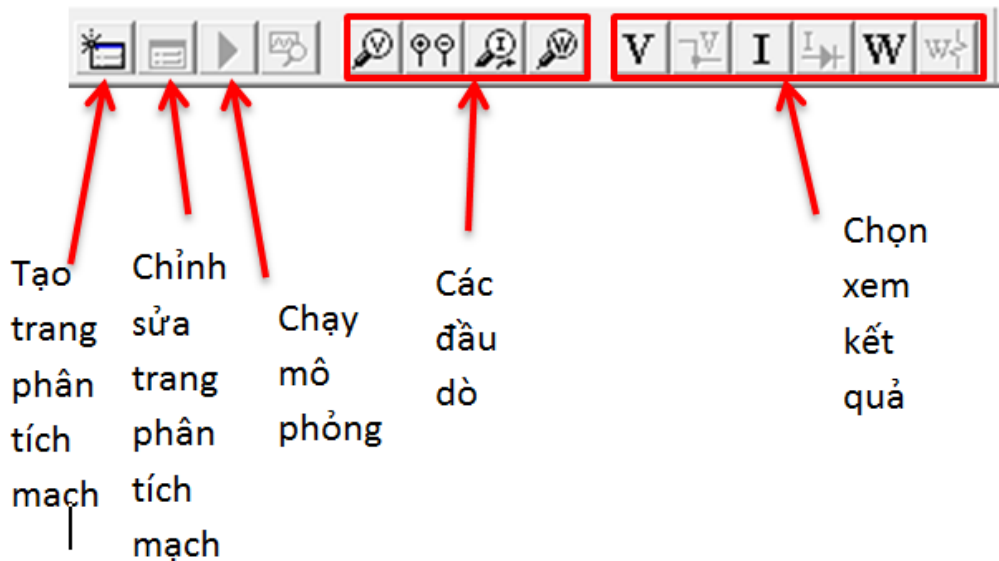 V
I
W
V
V
I
I
W
W
Tạo
trang
phân
tích
mạch
Chỉnh
sửa
trang
phân
tích
mạch
Chạy
mô
phỏng
Các
đầu
dò
Chọn
xem
kết
quả